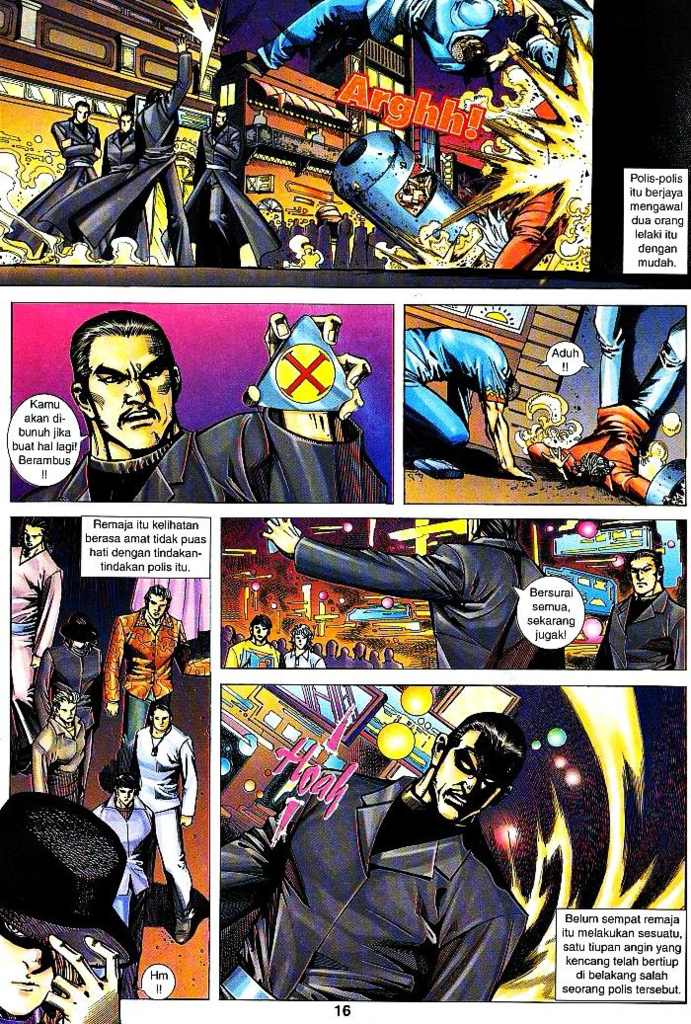 Arghh!
Polis-polis
itu berjaya
mengawal
dua orang
lelaki itu
dengan
mudah.
Kamu
akan di-
bunuh jika
buat hal lagi!
Berambus
!!
Aduh
!!
Remaja itu kelihatan
berasa amat tidak puas
hati dengan tindakan-
tindakan polis itu.
Bersurai
semua,
sekarang
jugak!
Hoah
!
Hm
!!
Belum sempat remaja
itu melakukan sesuatu,
satu tiupan angin yang
kencang telah bertiup
di belakang salah
seorang polis tersebut.
16